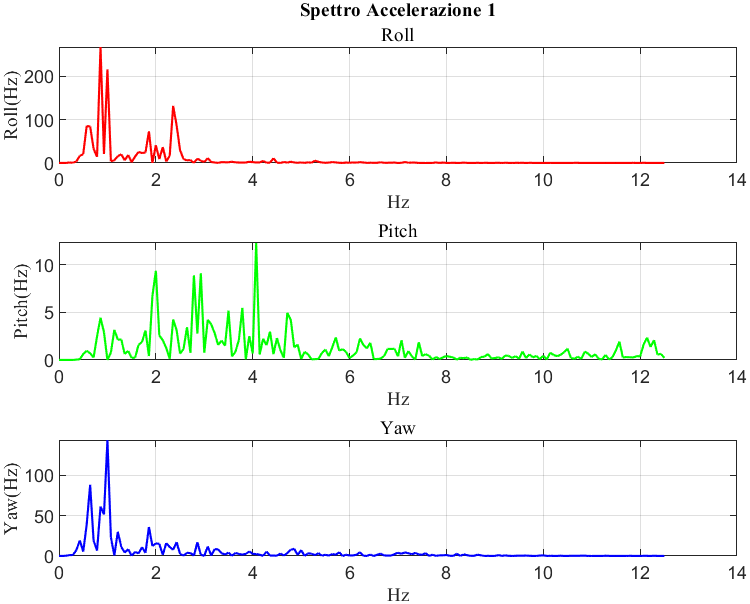 Spettro Accelerazione 1
Roll
Roll(Hz)
200
100
0
0 2 4 6 8 10 12 14
Hz
Pitch
Pitch(Hz)
10
5
0
0 2 4 6 8 10 12 14
Hz
Yaw
Yaw(Hz)
100
50
0
0 2 4 6 8 10 12 14
Hz